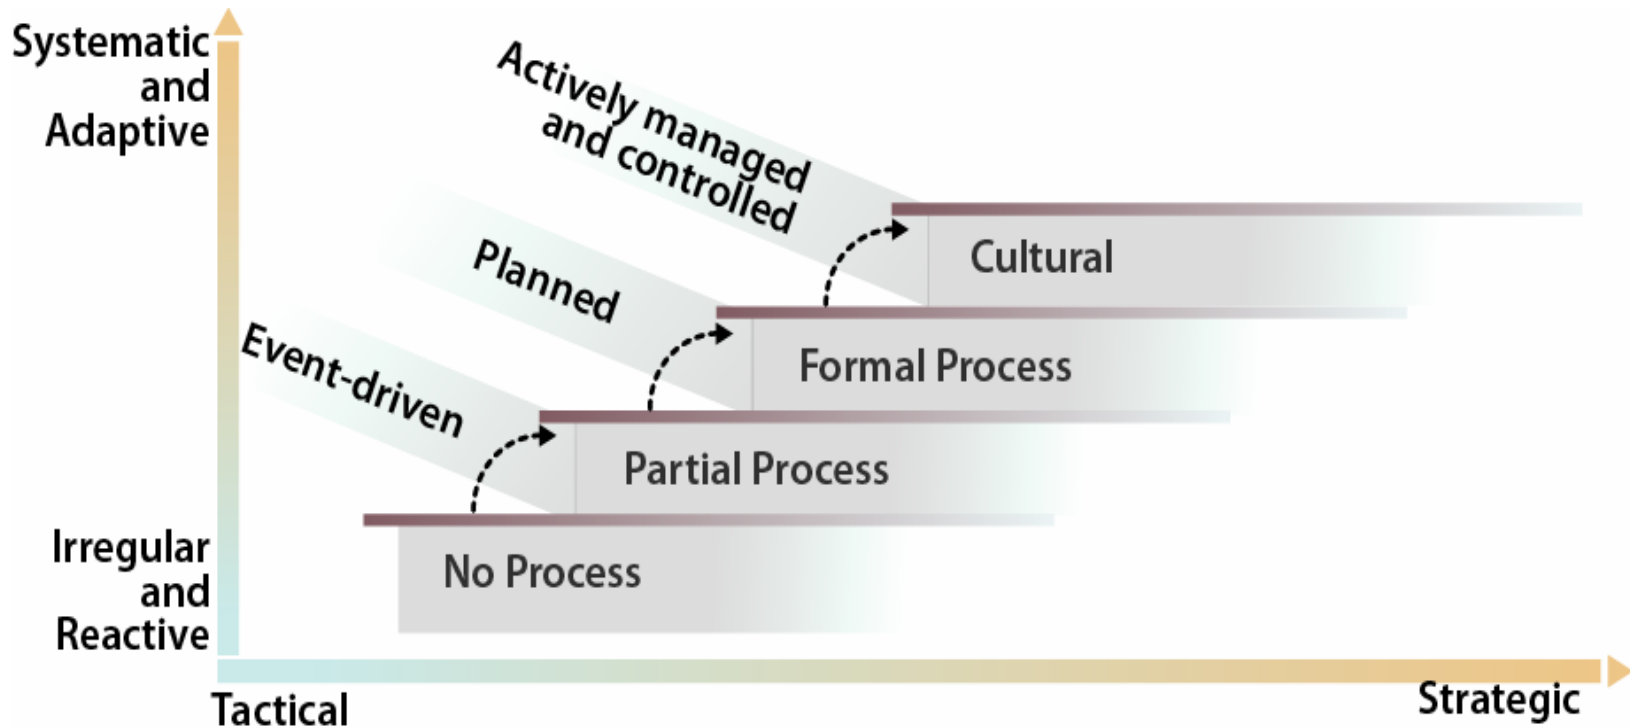 Systematic
and
Adaptive
Actively managed
and controlled
Cultural
Planned
Formal Process
Event-driven
Partial Process
Irregular
and
Reactive
No Process
Tactical
Strategic